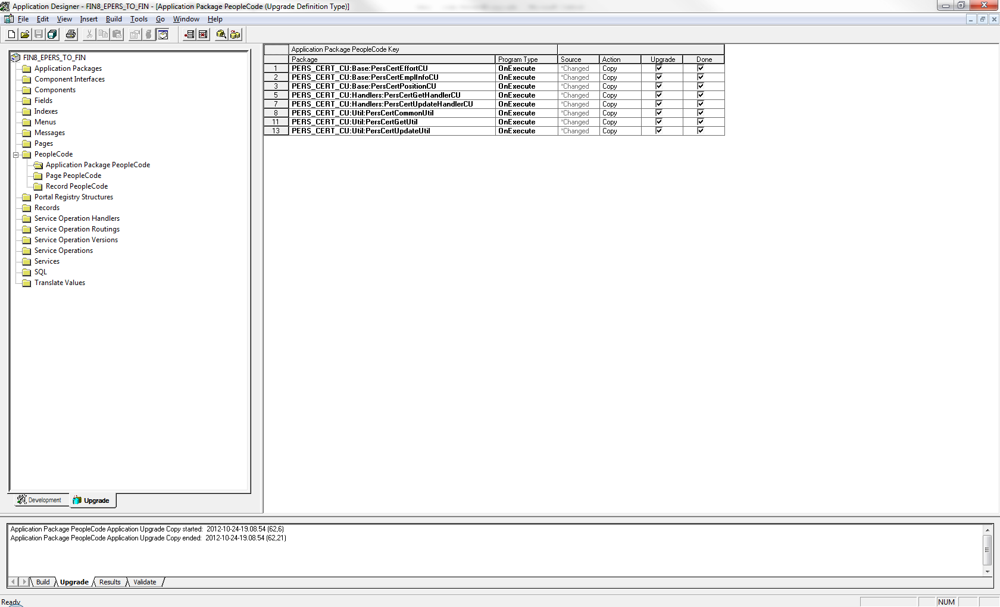 Application Designer - FIN8_EPERS_TO_FIN - [Application Package PeopleCode (Upgrade Definition Type)]
File Edit View Insert Build Tools Go Window Help
FIN8_EPERS_TO_FIN
Application Packages
Component Interfaces
Components
Fields
Indexes
Menus
Messages
Pages
PeopleCode
Application Package PeopleCode
Page PeopleCode
Record PeopleCode
Portal Registry Structures
Records
Service Operation Handlers
Service Operation Routings
Service Operation Versions
Service Operations
Services
SQL
Translate Values
Development Upgrade
Application Package PeopleCode Key
Package Program Type Source Action Upgrade Done
1 PERS_CERT_CU:Base:PersCertEffortCU OnExecute *Changed Copy
2 PERS_CERT_CU:Base:PersCertEmplInfoCU OnExecute *Changed Copy
3 PERS_CERT_CU:Base:PersCertPositionCU OnExecute *Changed Copy
5 PERS_CERT_CU:Handlers:PersCertGetHandlerCU OnExecute *Changed Copy
7 PERS_CERT_CU:Handlers:PersCertUpdateHandlerCU OnExecute *Changed Copy
8 PERS_CERT_CU:Util:PersCertCommonUtil OnExecute *Changed Copy
11 PERS_CERT_CU:Util:PersCertGetUtil OnExecute *Changed Copy
13 PERS_CERT_CU:Util:PersCertUpdateUtil OnExecute *Changed Copy
Application Package PeopleCode Application Upgrade Copy started: 2012-10-24-19.08.54 (62,6)
Application Package PeopleCode Application Upgrade Copy ended: 2012-10-24-19.08.54 (62,21)
Build Upgrade Results Validate
Ready
NUM